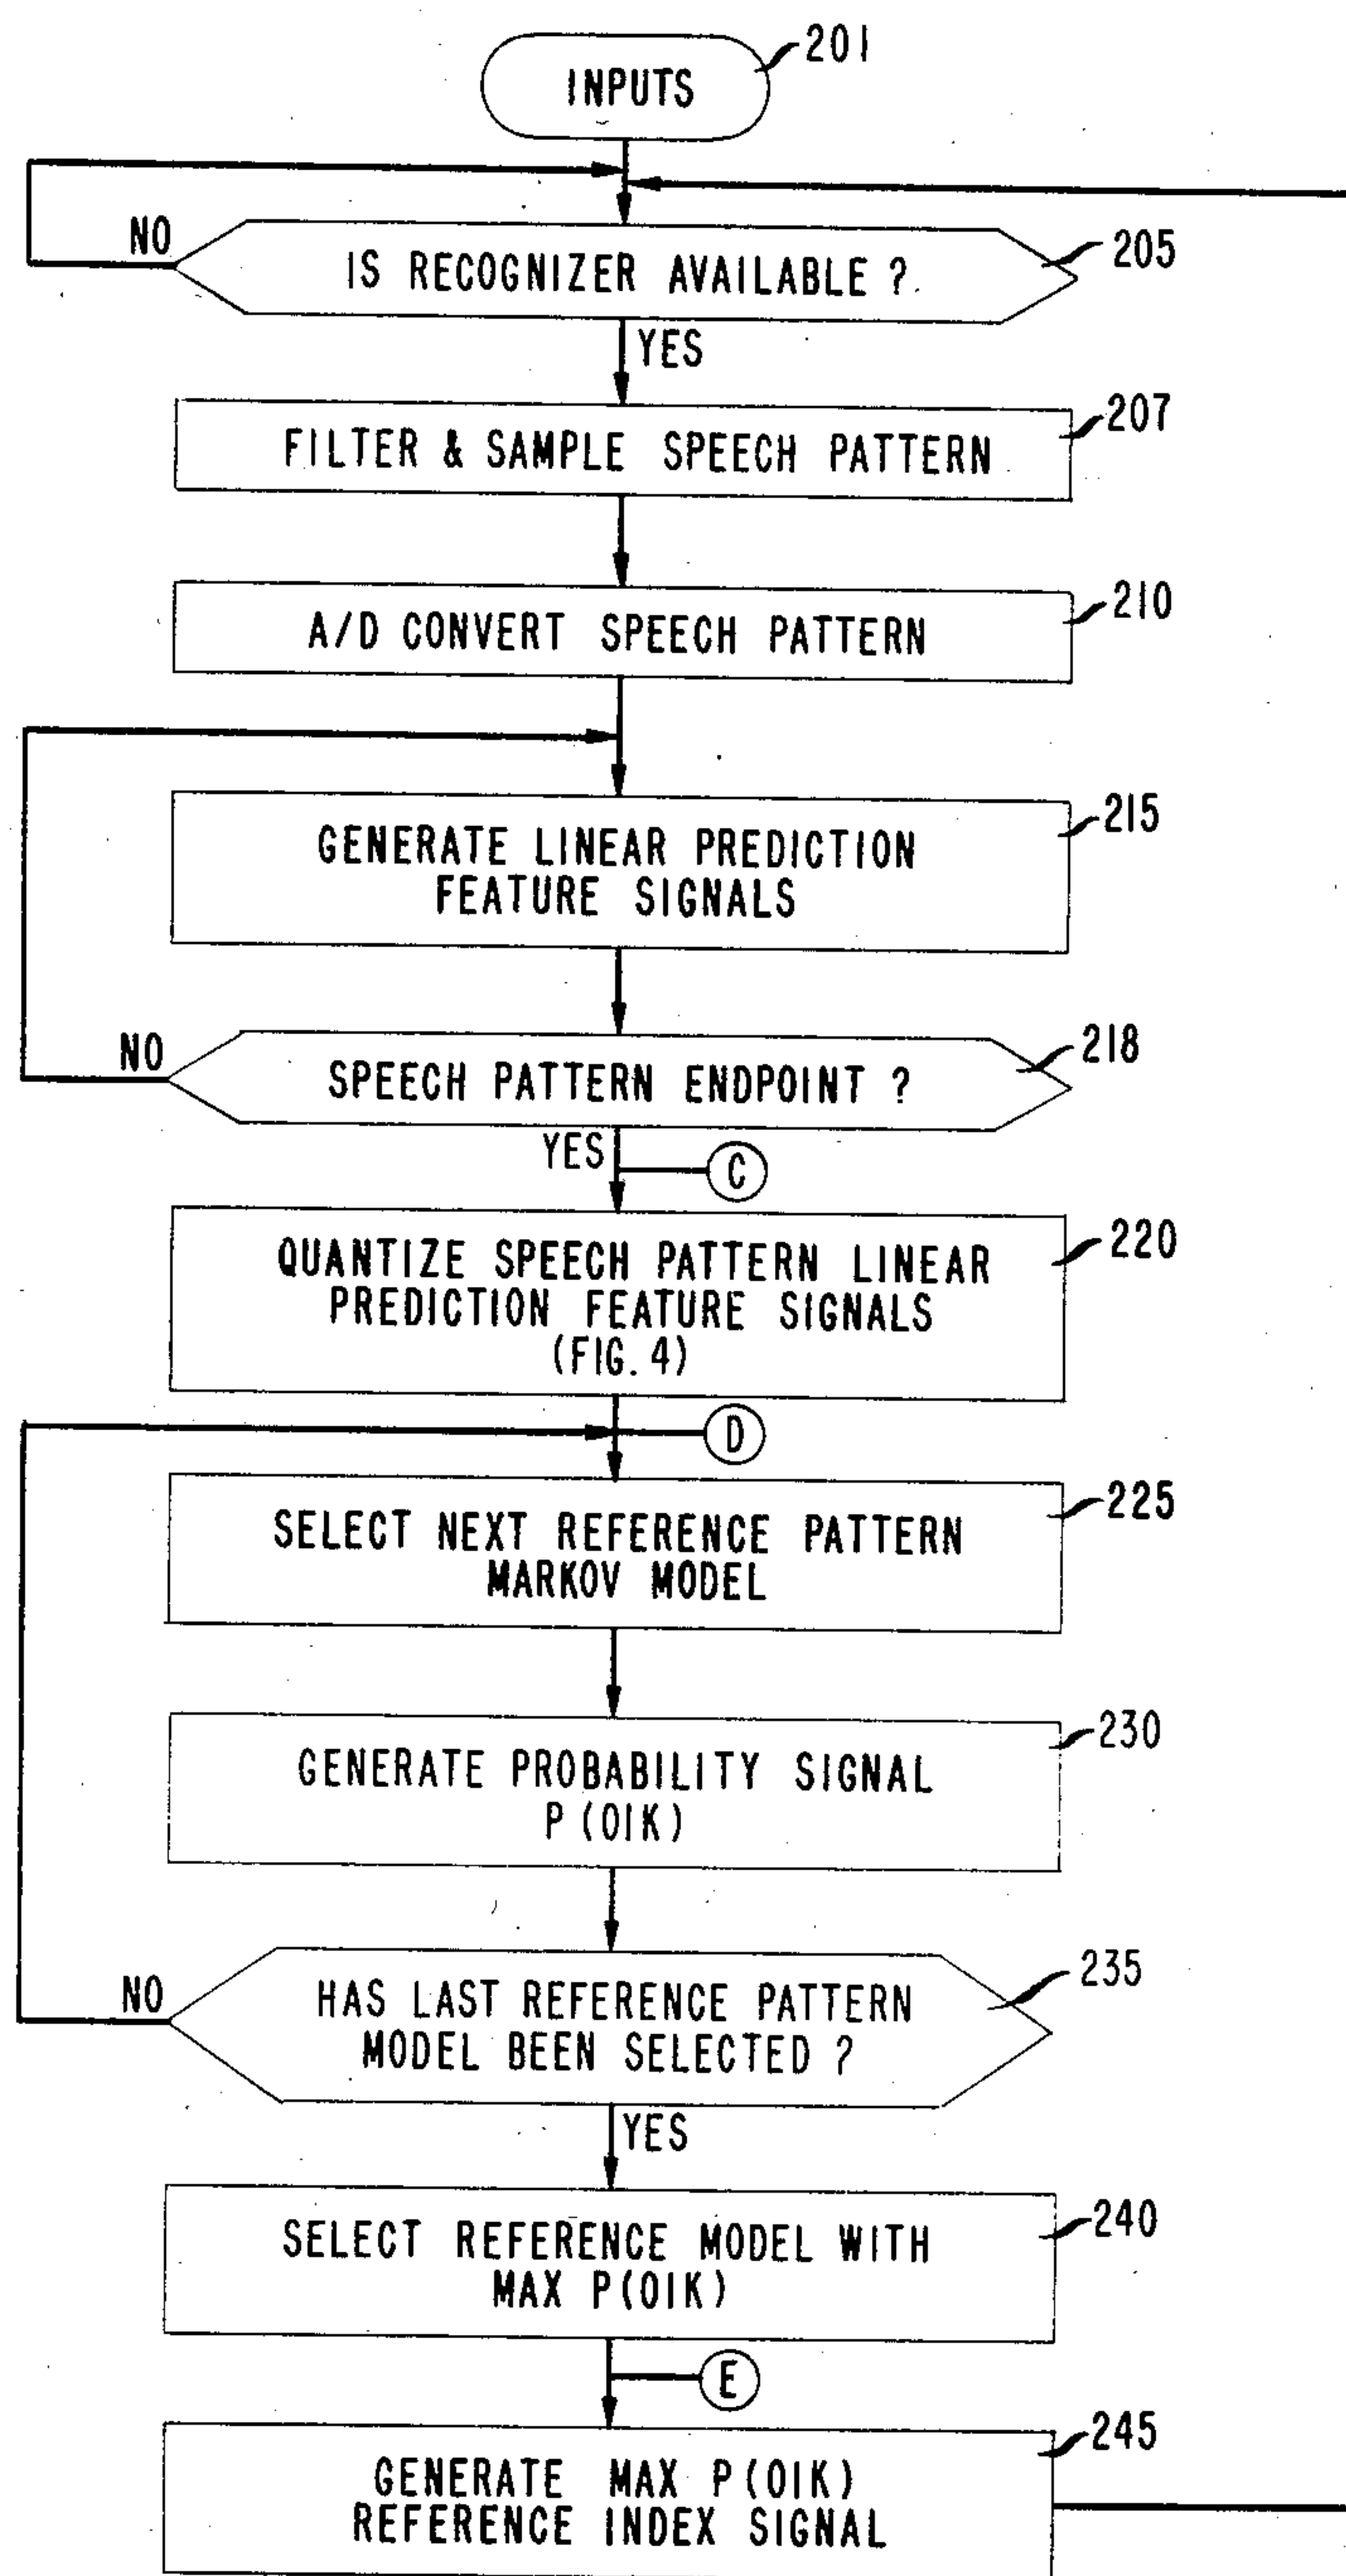 INPUTS
201
NO
IS RECOGNIZER AVAILABLE ?
205
YES
FILTER & SAMPLE SPEECH PATTERN
207
A/D CONVERT SPEECH PATTERN
210
GENERATE LINEAR PREDICTION
FEATURE SIGNALS
215
NO
SPEECH PATTERN ENDPOINT ?
218
YES
C
QUANTIZE SPEECH PATTERN LINEAR
PREDICTION FEATURE SIGNALS
(FIG. 4)
220
D
SELECT NEXT REFERENCE PATTERN
MARKOV MODEL
225
GENERATE PROBABILITY SIGNAL
P (O|K)
230
NO
HAS LAST REFERENCE PATTERN
MODEL BEEN SELECTED ?
235
YES
SELECT REFERENCE MODEL WITH
MAX P(O|K)
240
E
GENERATE MAX P(O|K)
REFERENCE INDEX SIGNAL
245